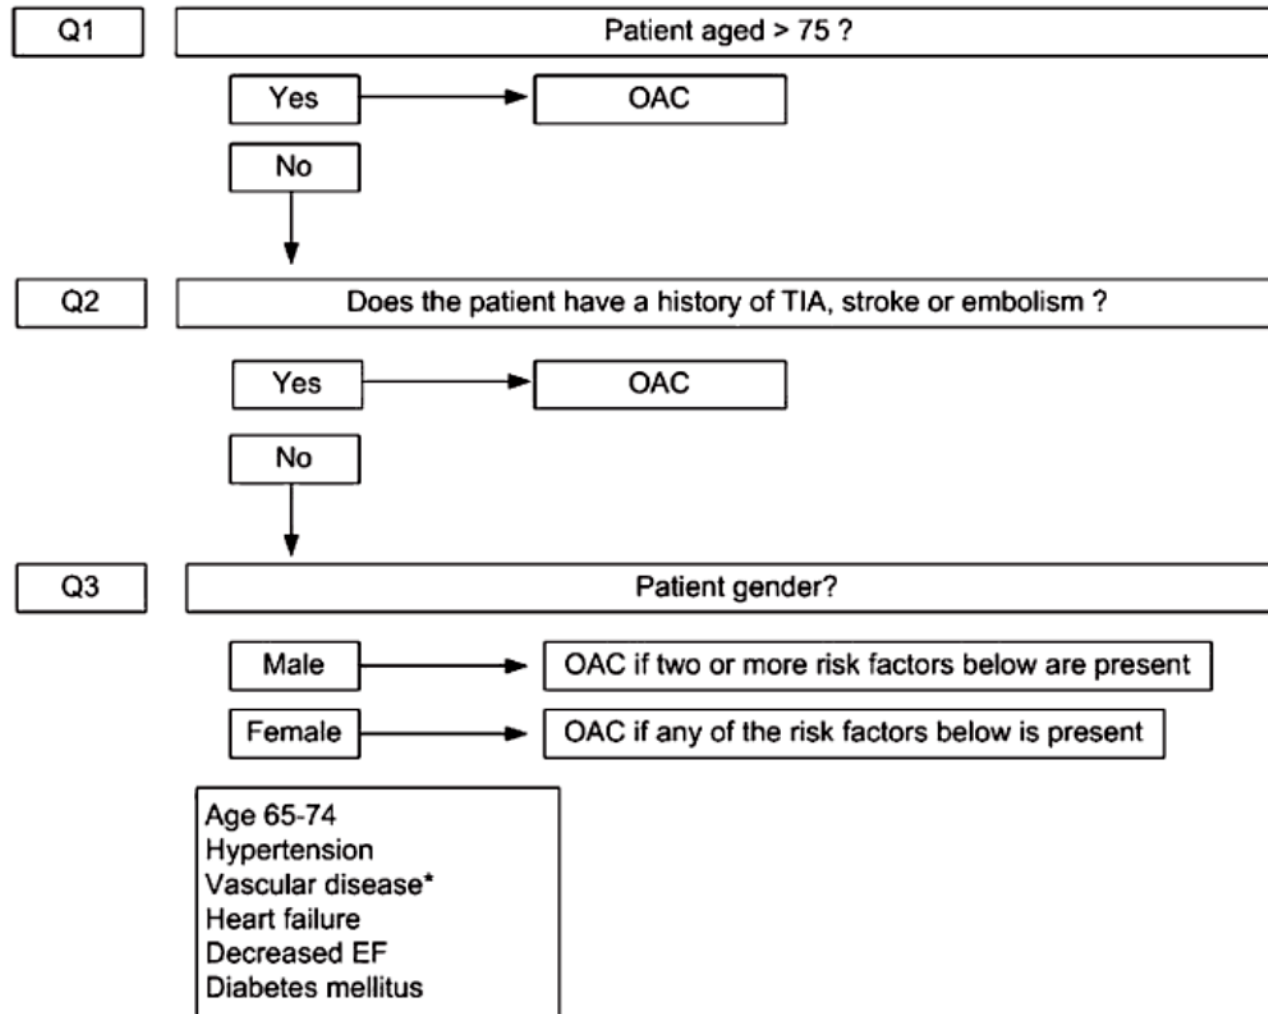 Q1
Patient aged > 75 ?
Yes
OAC
No
Q2
Does the patient have a history of TIA, stroke or embolism ?
Yes
OAC
No
Q3
Patient gender?
Male
OAC if two or more risk factors below are present
Female
OAC if any of the risk factors below is present
Age 65-74
Hypertension
Vascular disease*
Heart failure
Decreased EF
Diabetes mellitus